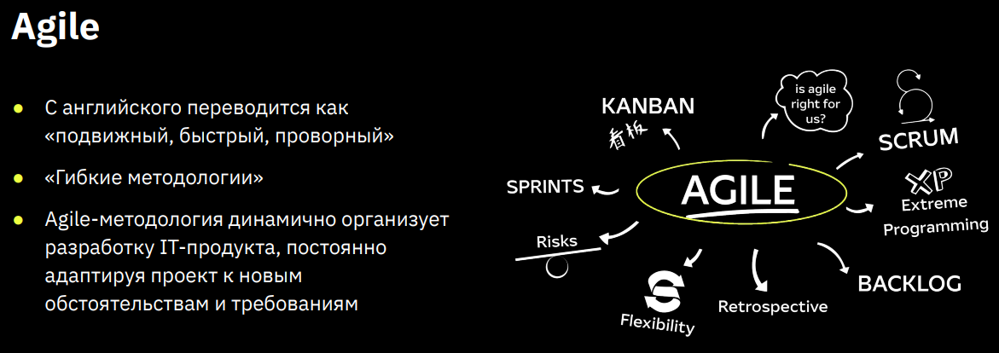 Agile
● С английского переводится как
«подвижный, быстрый, проворный»
● «Гибкие методологии»
● Agile-методология динамично организует
разработку IT-продукта, постоянно
адаптируя проект к новым
обстоятельствам и требованиям
KANBAN
看板
is agile
right for
us?
SCRUM
SPRINTS
AGILE
XP
Extreme
Programming
Risks
BACKLOG
Flexibility
Retrospective